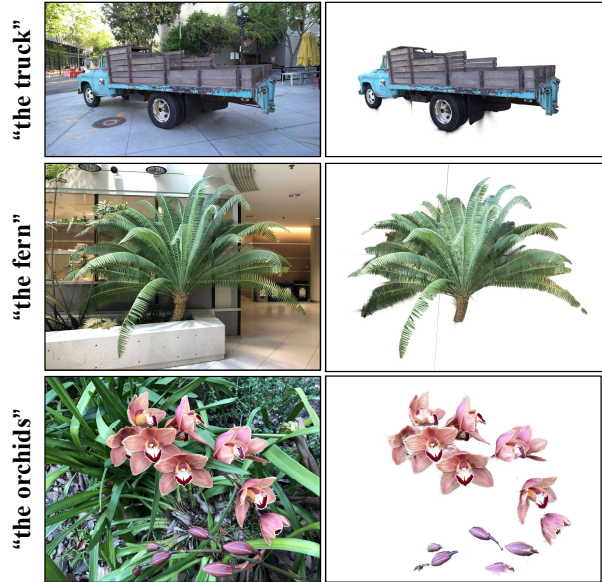 “the truck”
“the fern”
“the orchids”